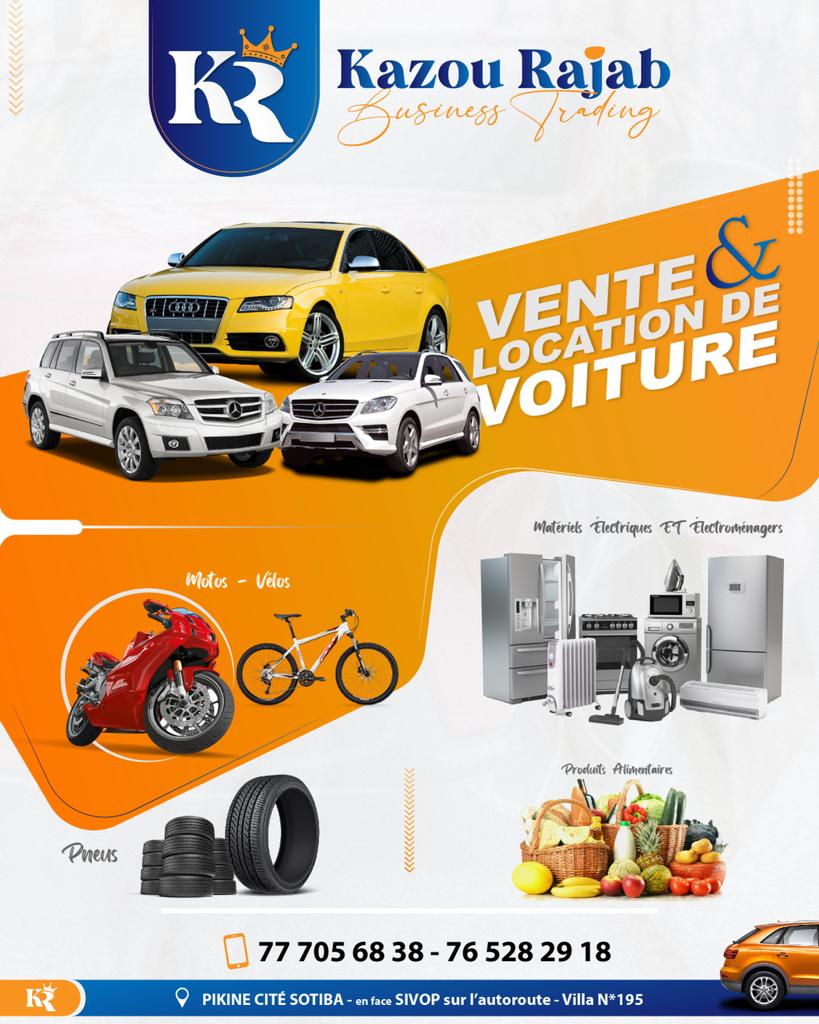 KR
Kazou Rajab
Business Trading
VENTE &
LOCATION DE
VOITURE
Matériels Électriques ET Électroménagers
Motos - Vélos
Produits Alimentaires
Pneus
77 705 68 38 - 76 528 29 18
KR
PIKINE CITÉ SOTIBA - en face SIVOP sur l'autoroute - Villa N*195